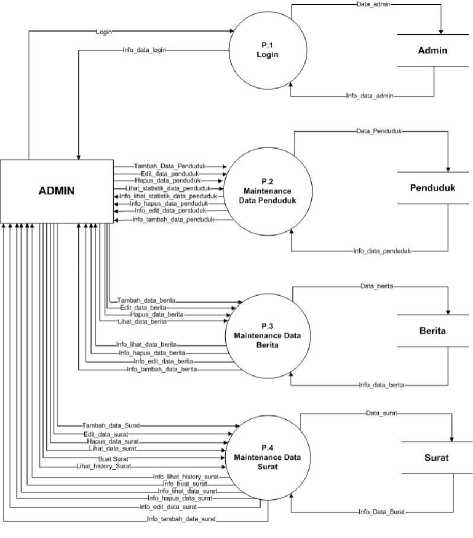 Data_admin
Login
P.1
Login
Admin
Info_data_login
Info_data_admin
Data_Penduduk
Tambah_Data_Penduduk
Edit_data_penduduk
Hapus_data_penduduk
Lihat_statistik_data_penduduk
Info_lihat_statistik_data_penduduk
Info_hapus_data_penduduk
Info_edit_data_penduduk
Info_tambah_data_penduduk
ADMIN
P.2
Maintenance
Data Penduduk
Penduduk
Info_data_penduduk
Data_berita
Tambah_data_berita
Edit_data_berita
Hapus_data_berita
Lihat_data_berita
P.3
Maintenance Data
Berita
Berita
Info_lihat_data_berita
Info_hapus_data_berita
Info_edit_data_berita
Info_tambah_data_berita
Info_data_berita
Data_surat
Tambah_data_Surat
Edit_data_surat
Hapus_data_surat
Lihat_data_surat
Buat Surat
Lihat_history_Surat
P.4
Maintenance Data
Surat
Surat
Info_lihat_history_surat
Info_buat_surat
Info_lihat_data_surat
Info_hapus_data_surat
Info_edit_data_surat
Info_tambah_data_surat
Info_Data_Surat